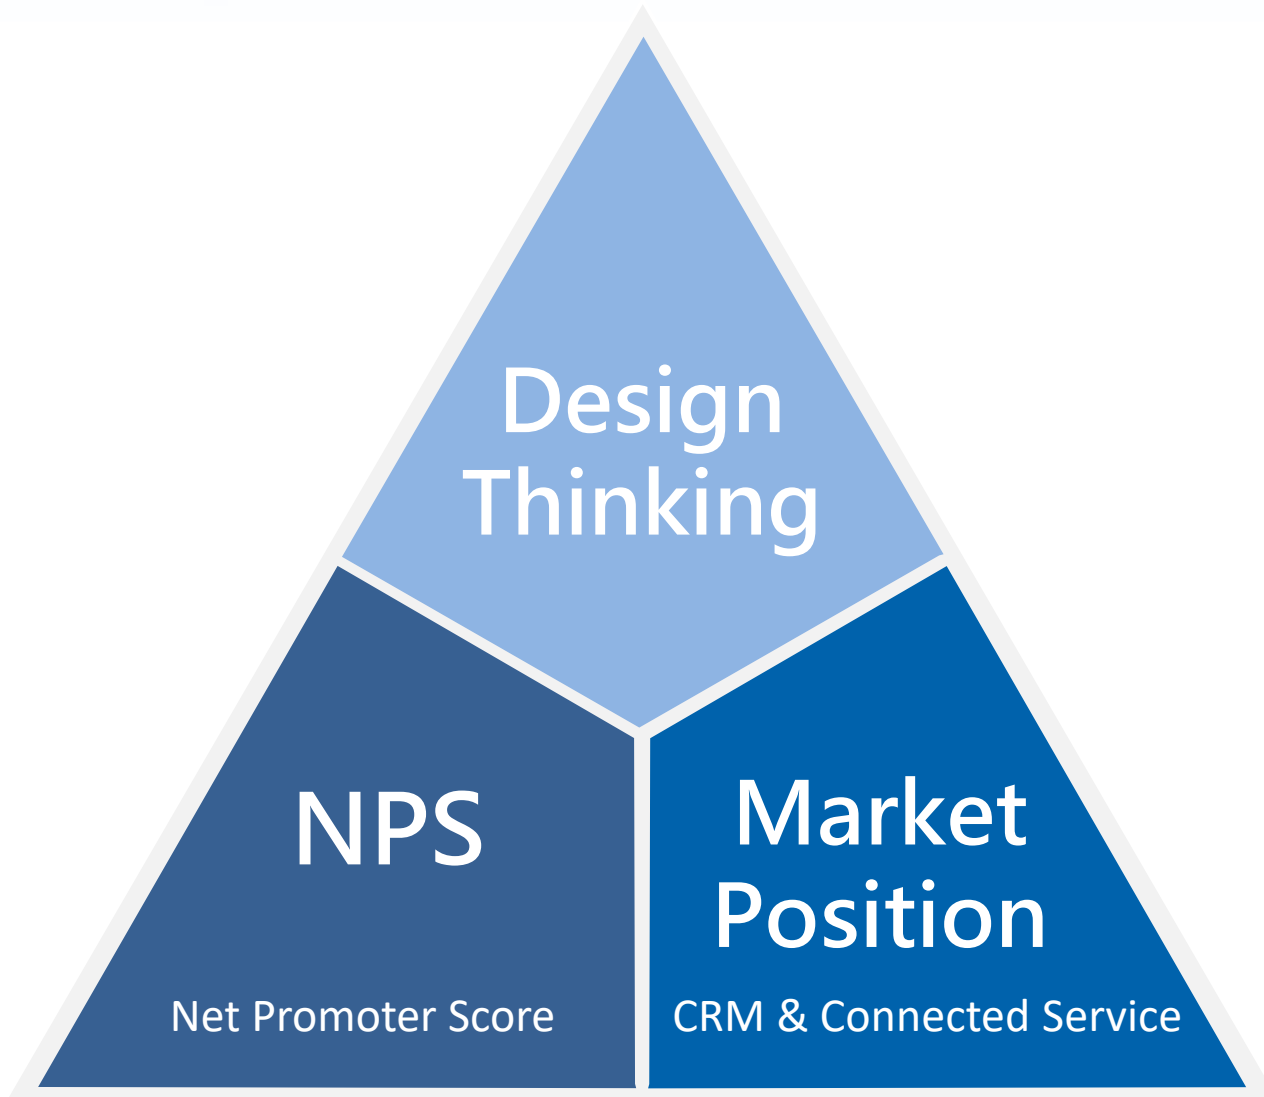 Design
Thinking
NPS
Net Promoter Score
Market
Position
CRM & Connected Service